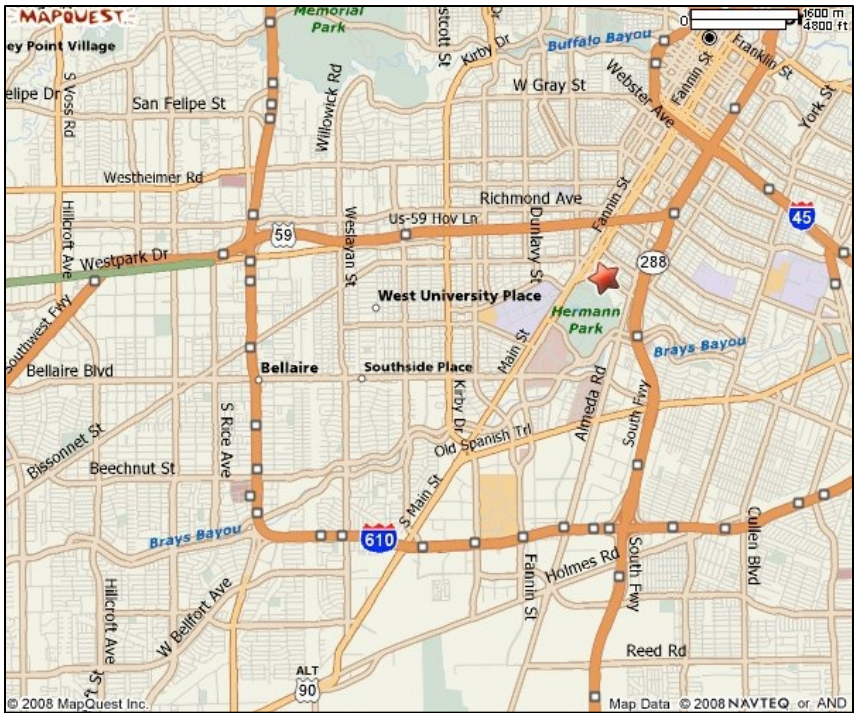 MAPQUEST
Memorial
Park
ey Point Village
stcott St
Dr
Kirby Dr
Buffalo Bayou
0
1600 m
4800 ft
Franklin St
Fannin St
York St
Webster Ave
W Gray St
elipe Dr
S Voss Rd
San Felipe St
Willowick Rd
Westheimer Rd
Richmond Ave
Us-59 Hov Ln
Dunlavy St
Fannin St
45
59
288
Hillcroft Ave
Westpark Dr
Weslayan St
West University Place
Hermann
Park
Southwest Fwy
Brays Bayou
Main St
Bellaire Blvd
Bellaire
Southside Place
Kirby Dr
Almeda Rd
South Fwy
S Rice Ave
Bissonnet St
Old Spanish Trl
Beechnut St
S Main St
Brays Bayou
610
Cullen Blvd
Fannin St
Holmes Rd
South Fwy
Hillcroft Ave
W Bellfort Ave
Reed Rd
ft St
ALT
90
© 2008 MapQuest Inc.
Map Data © 2008 NAVTEQ or AND